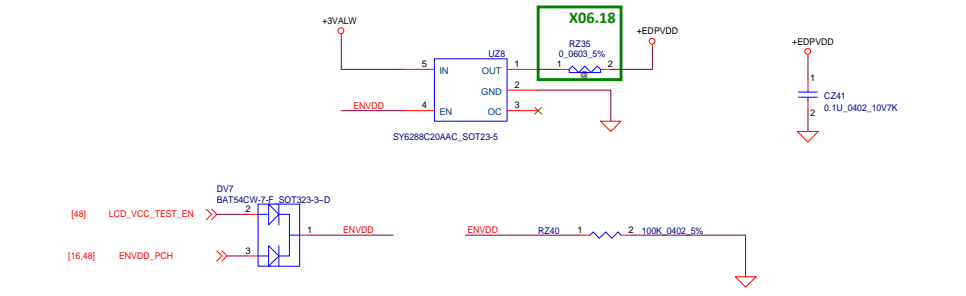 X06.18
+3VALW
+EDPVDD
RZ35
0_0603_5%
1 2
@
UZ8
5 IN OUT 1
GND 2
ENVDD 4 EN OC 3
SY6288C20AAC_SOT23-5
+EDPVDD
1
CZ41
0.1U_0402_10V7K
2
DV7
BAT54CW-7-F_SOT323-3~D
[48] LCD_VCC_TEST_EN 2
1 ENVDD
[16,48] ENVDD_PCH 3
ENVDD RZ40 1 2 100K_0402_5%